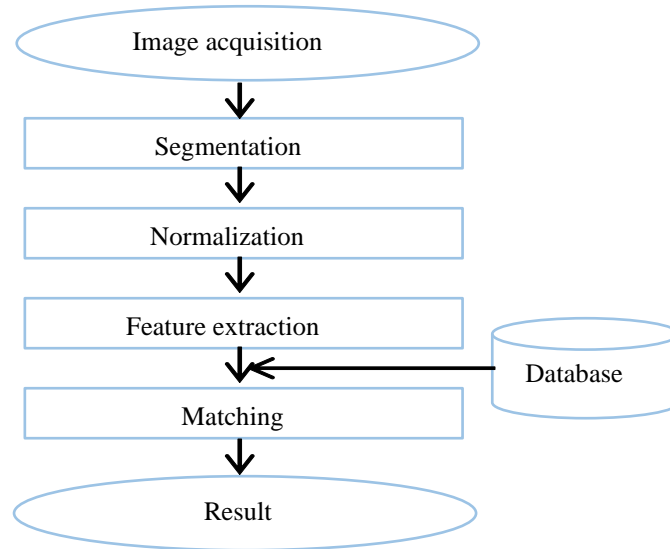 Image acquisition
Segmentation
Normalization
Feature extraction
Database
Matching
Result